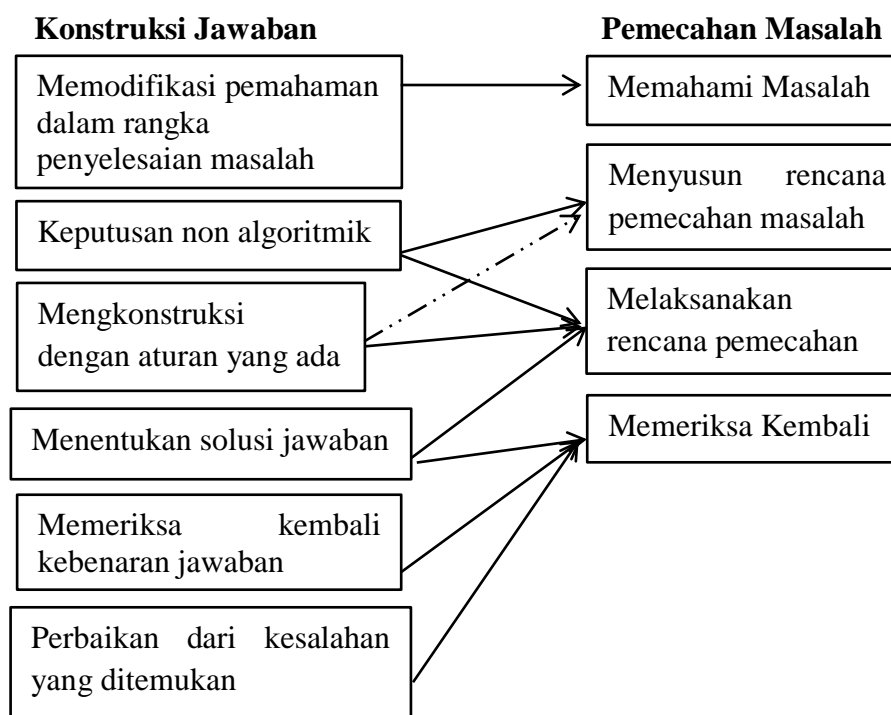 Konstruksi Jawaban
Memodifikasi pemahaman
dalam rangka
penyelesaian masalah
Keputusan non algoritmik
Mengkonstruksi
dengan aturan yang ada
Menentukan solusi jawaban
Memeriksa kembali
kebenaran jawaban
Perbaikan dari kesalahan
yang ditemukan
Pemecahan Masalah
Memahami Masalah
Menyusun rencana
pemecahan masalah
Melaksanakan
rencana pemecahan
Memeriksa Kembali